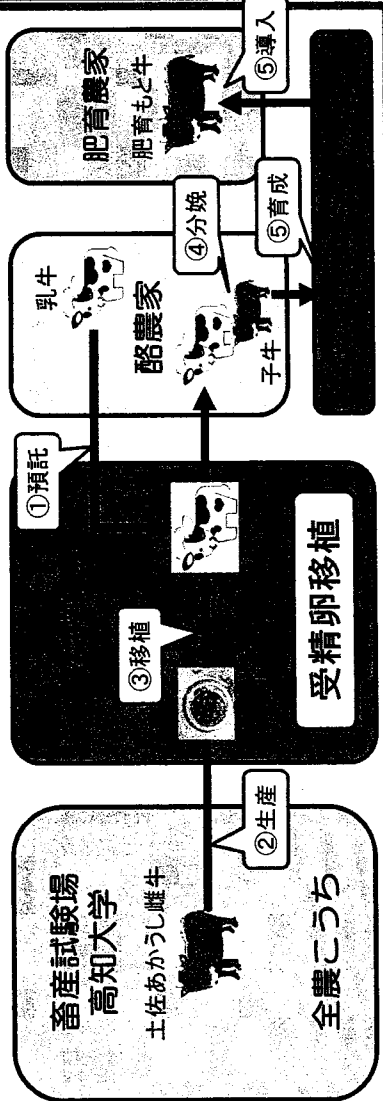 畜産試験場
高知大学
土佐あかうし雌牛
全農こうち
②生産
③移植
受精卵移植
①預託
乳牛
酪農家
④分娩
子牛
⑤育成
肥育農家
肥育もと牛
⑤導入